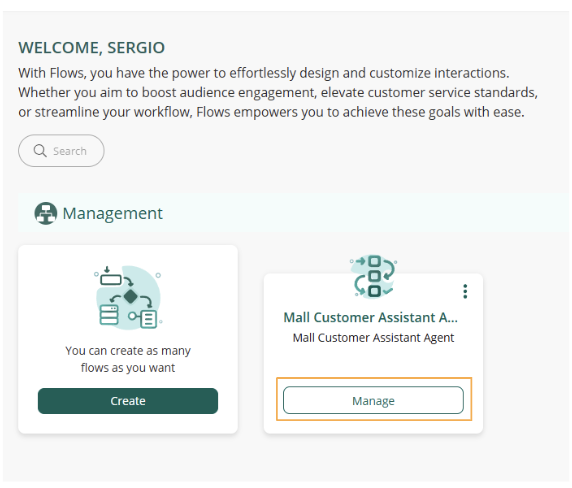 WELCOME, SERGIO
With Flows, you have the power to effortlessly design and customize interactions.
Whether you aim to boost audience engagement, elevate customer service standards,
or streamline your workflow, Flows empowers you to achieve these goals with ease.
Search
Management
You can create as many
flows as you want
Create
Mall Customer Assistant A...
Mall Customer Assistant Agent
Manage